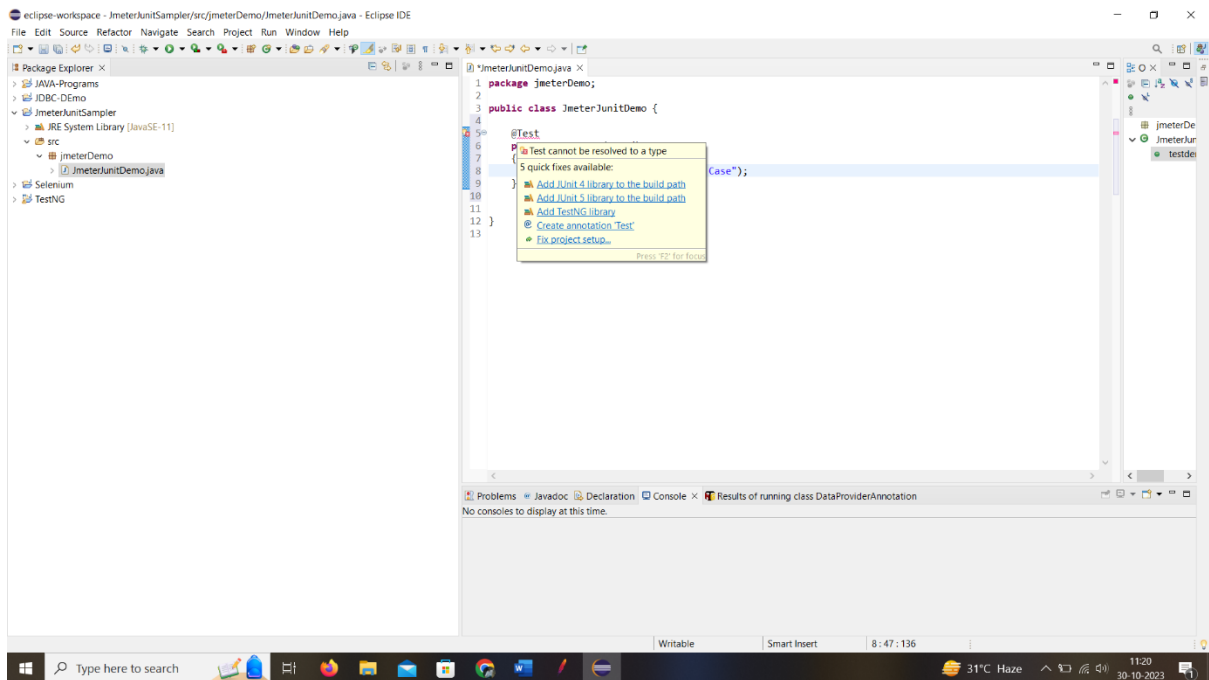 eclipse-workspace - JmeterJunitSampler/src/jmeterDemo/JmeterJunitDemo.java - Eclipse IDE
File Edit Source Refactor Navigate Search Project Run Window Help
Package Explorer
JAVA-Programs
JDBC-DEmo
JmeterJunitSampler
JRE System Library [JavaSE-11]
src
jmeterDemo
JmeterJunitDemo.java
Selenium
TestNG
*JmeterJunitDemo.java
1 package jmeterDemo;
2
3 public class JmeterJunitDemo {
4
5 @Test
6 p
7 {
8 Case");
9 }
10
11
12 }
13
Test cannot be resolved to a type
5 quick fixes available:
Add JUnit 4 library to the build path
Add JUnit 5 library to the build path
Add TestNG library
@ Create annotation 'Test'
Fix project setup...
Press 'F2' for focus
jmeterDe
JmeterJur
testde
Problems @ Javadoc Declaration Console Results of running class DataProviderAnnotation
No consoles to display at this time.
Writable Smart Insert 8 : 47 : 136
Type here to search
31°C Haze
11:20
30-10-2023